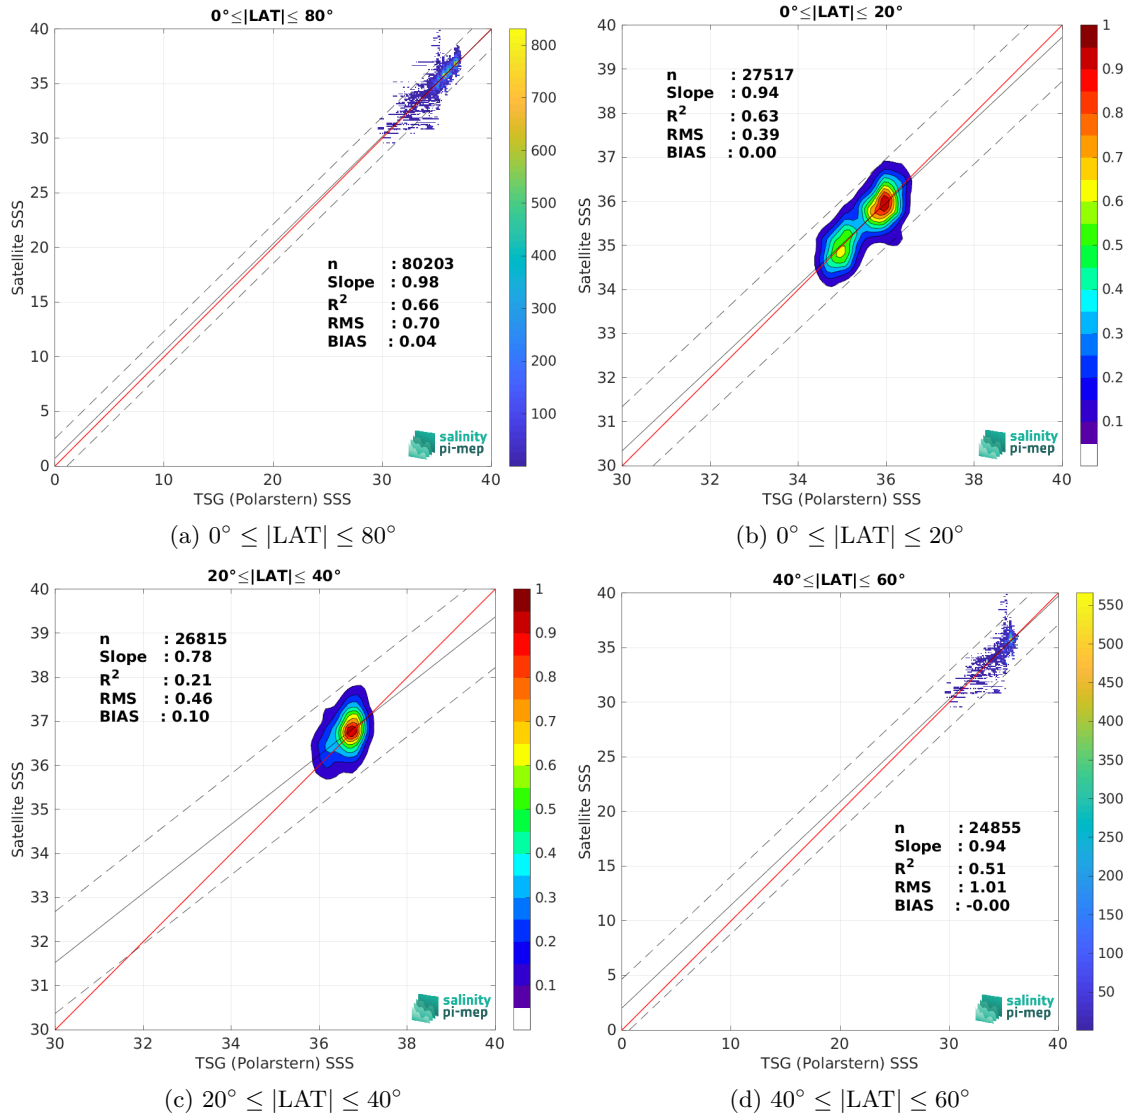 0°≤|LAT|≤ 80°
40
35
30
25
20
15
10
5
0
Satellite SSS
n : 80203
Slope : 0.98
R² : 0.66
RMS : 0.70
BIAS : 0.04
salinity
pi-mep
0 10 20 30 40
TSG (Polarstern) SSS
800
700
600
500
400
300
200
100
(a) 0° ≤ |LAT| ≤ 80°
0°≤|LAT|≤ 20°
40
39
38
37
36
35
34
33
32
31
30
Satellite SSS
n : 27517
Slope : 0.94
R² : 0.63
RMS : 0.39
BIAS : 0.00
salinity
pi-mep
30 32 34 36 38 40
TSG (Polarstern) SSS
1
0.9
0.8
0.7
0.6
0.5
0.4
0.3
0.2
0.1
(b) 0° ≤ |LAT| ≤ 20°
20°≤|LAT|≤ 40°
40
39
38
37
36
35
34
33
32
31
30
Satellite SSS
n : 26815
Slope : 0.78
R² : 0.21
RMS : 0.46
BIAS : 0.10
salinity
pi-mep
30 32 34 36 38 40
TSG (Polarstern) SSS
1
0.9
0.8
0.7
0.6
0.5
0.4
0.3
0.2
0.1
(c) 20° ≤ |LAT| ≤ 40°
40°≤|LAT|≤ 60°
40
35
30
25
20
15
10
5
0
Satellite SSS
n : 24855
Slope : 0.94
R² : 0.51
RMS : 1.01
BIAS : -0.00
salinity
pi-mep
0 10 20 30 40
TSG (Polarstern) SSS
550
500
450
400
350
300
250
200
150
100
50
(d) 40° ≤ |LAT| ≤ 60°